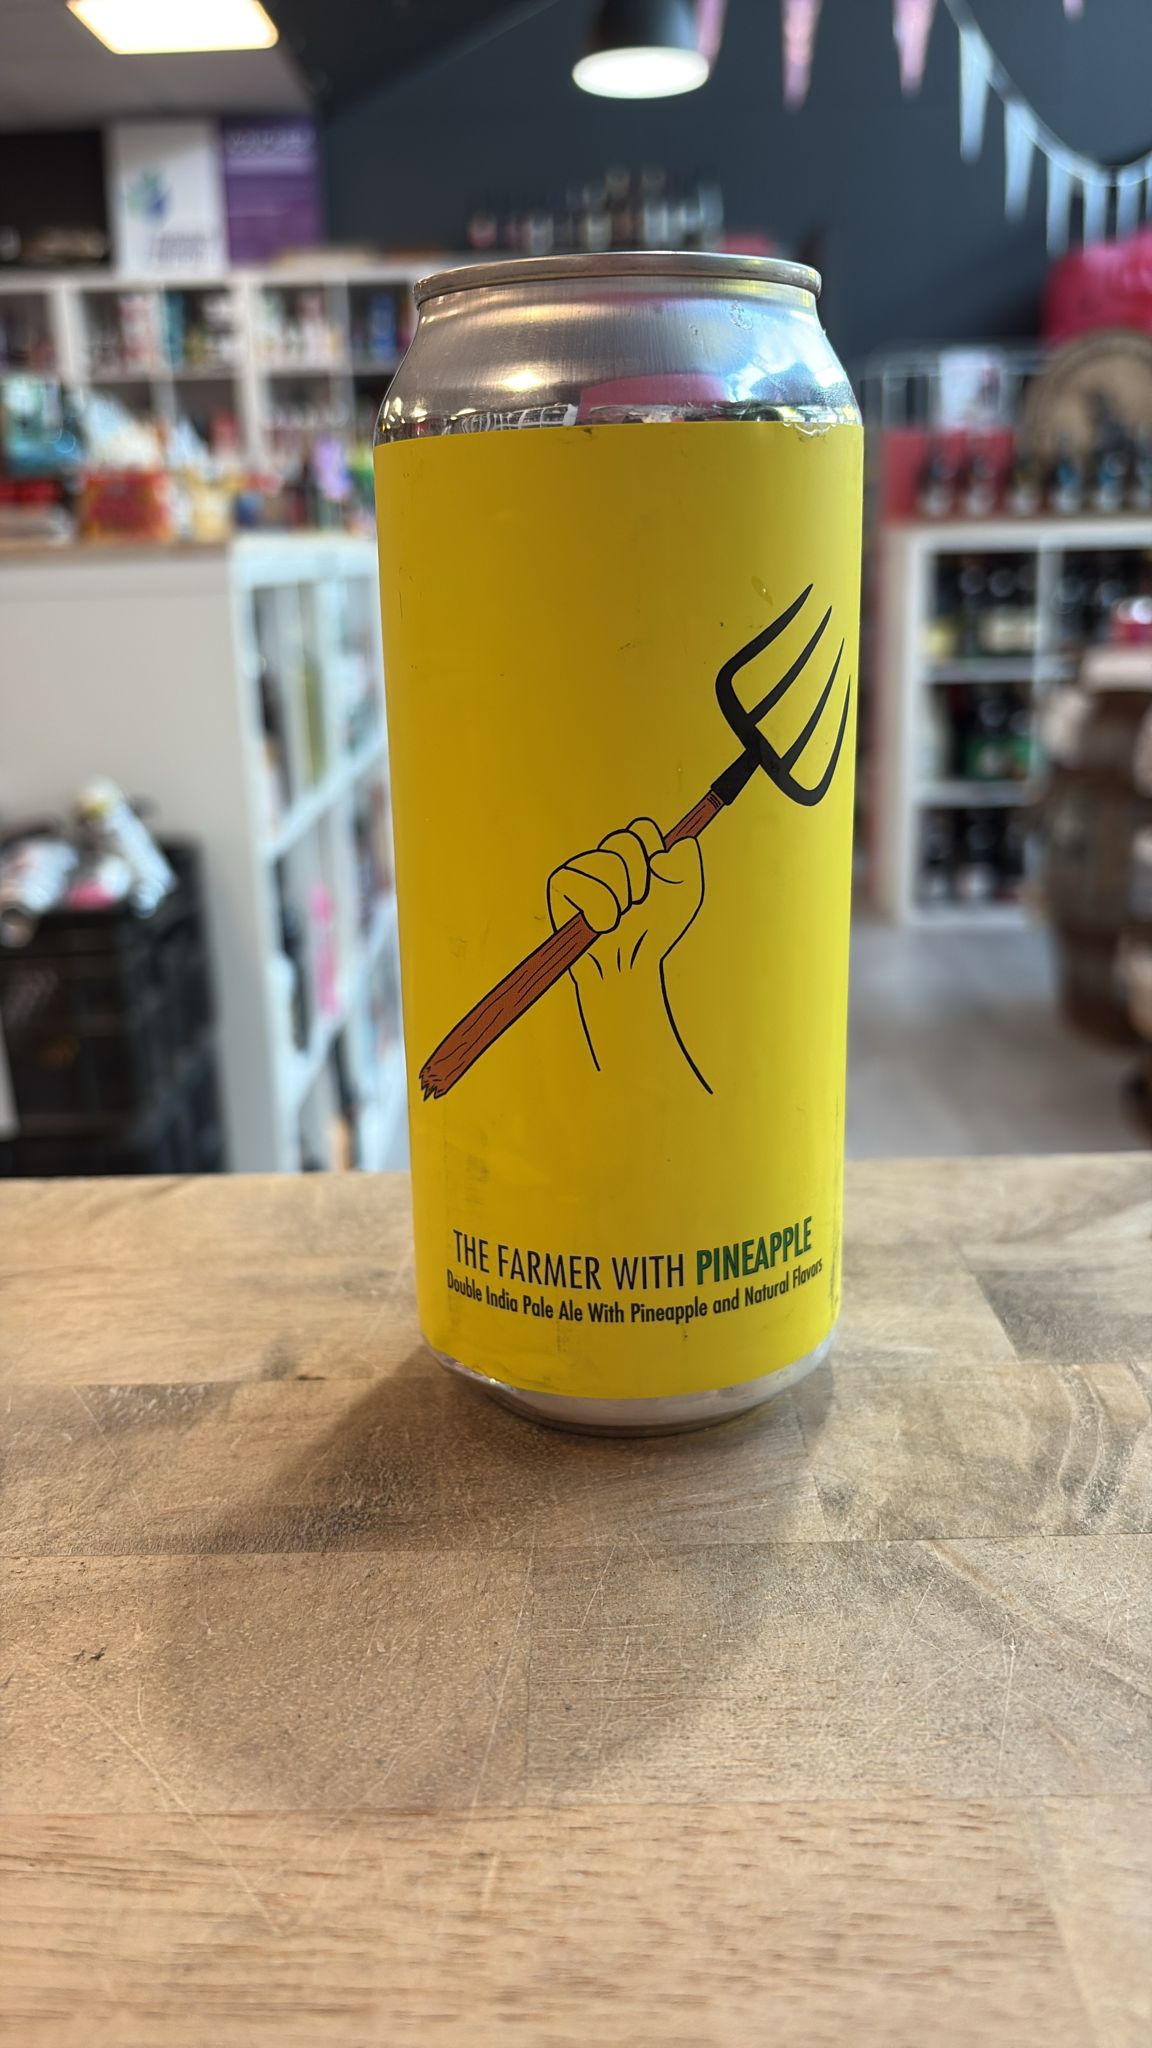 THE FARMER WITH PINEAPPLE
Double India Pale Ale With Pineapple and Natural Flavors